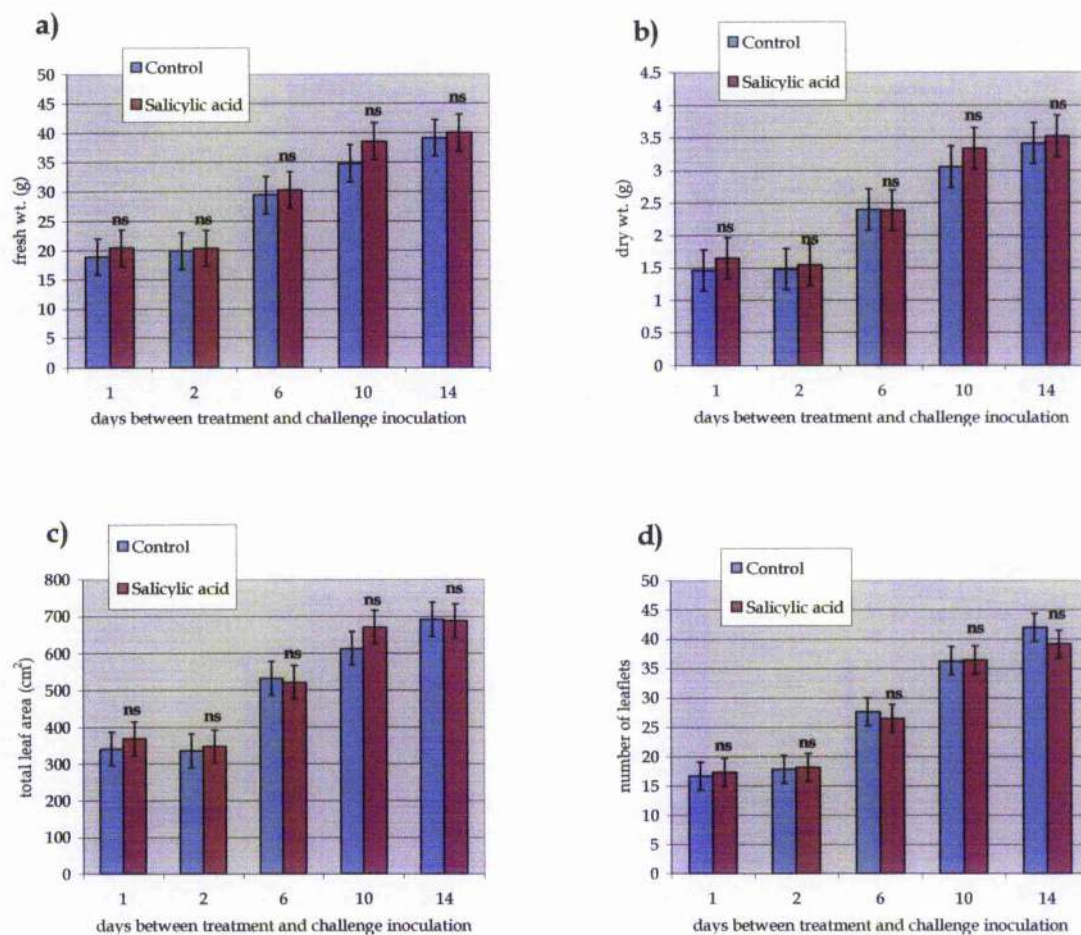 a)
Control
Salicylic acid
50
45
40
35
30
25
20
15
10
5
0
fresh wt. (g)
ns
ns
ns
ns
ns
1 2 6 10 14
days between treatment and challenge inoculation
b)
Control
Salicylic acid
4.5
4
3.5
3
2.5
2
1.5
1
0.5
0
dry wt. (g)
ns
ns
ns
ns
ns
1 2 6 10 14
days between treatment and challenge inoculation
c)
Control
Salicylic acid
800
700
600
500
400
300
200
100
0
total leaf area (cm²)
ns
ns
ns
ns
ns
1 2 6 10 14
days between treatment and challenge inoculation
d)
Control
Salicylic acid
50
45
40
35
30
25
20
15
10
5
0
number of leaflets
ns
ns
ns
ns
ns
1 2 6 10 14
days between treatment and challenge inoculation